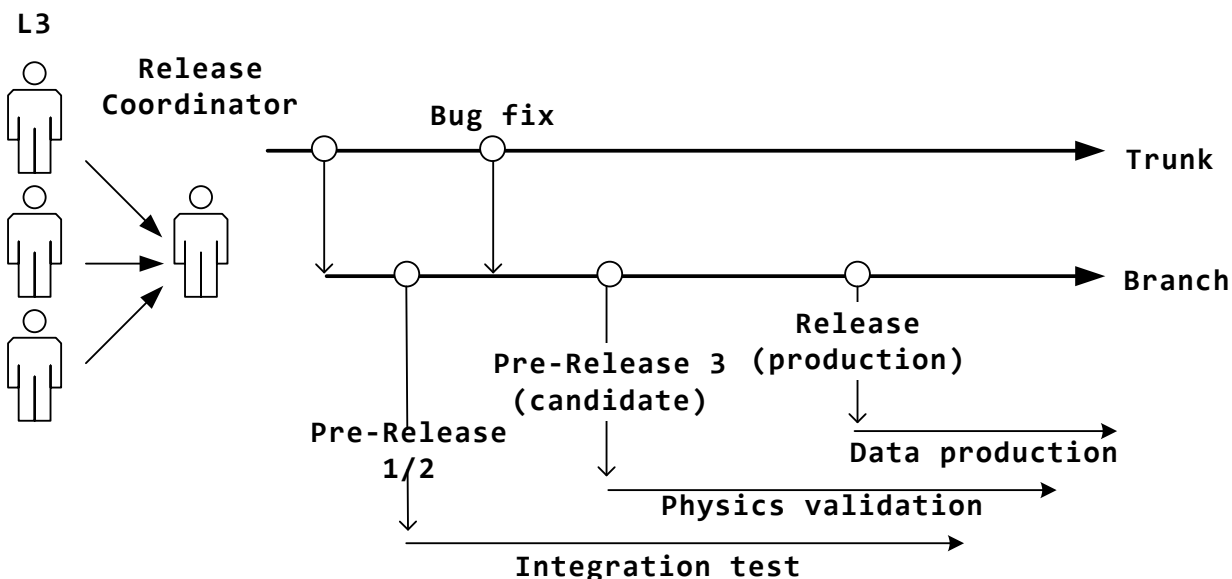 L3
Release
Coordinator
Bug fix
Trunk
Branch
Release
(production)
Pre-Release 3
(candidate)
Pre-Release
1/2
Data production
Physics validation
Integration test